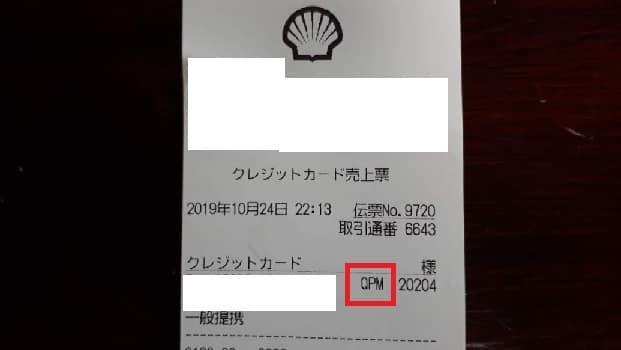 クレジットカード売上票
2019年10月24日 22:13 伝票No.9720
取引通番 6643
クレジットカード 様
QPM 20204
一般提携